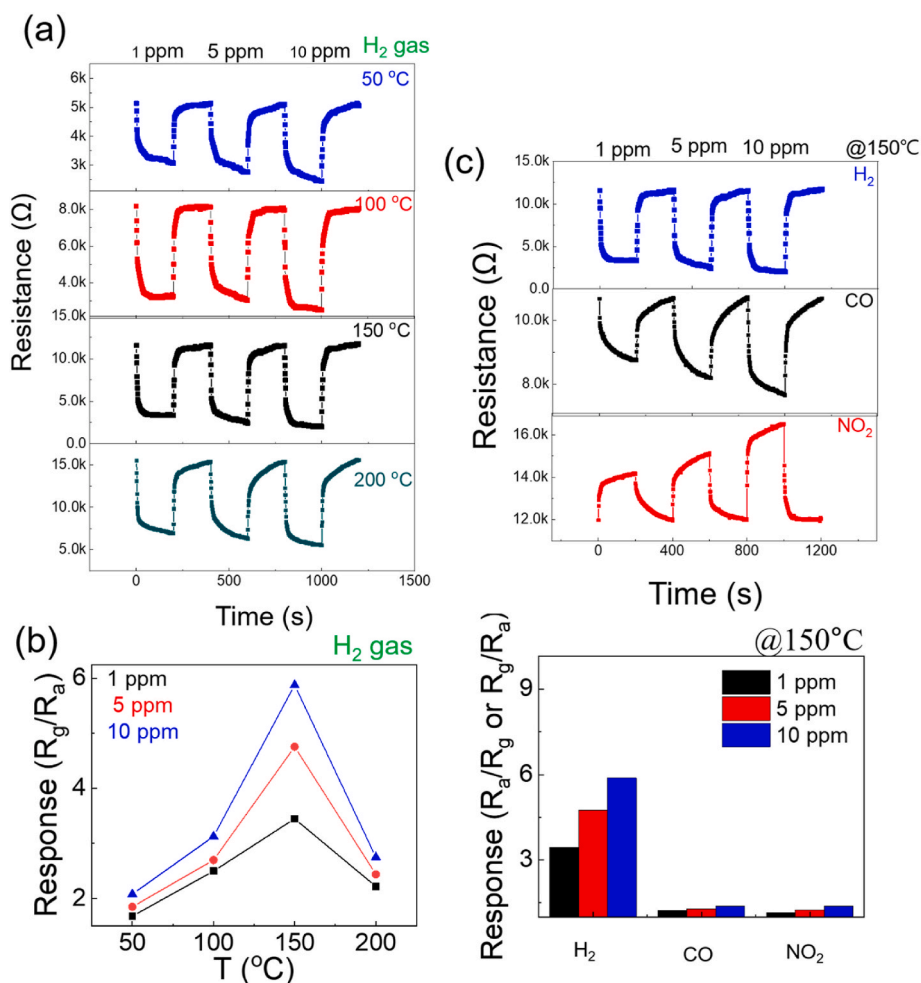 (a)
1 ppm 5 ppm 10 ppm H₂ gas
50 °C
6k
5k
4k
3k
100 °C
8.0k
6.0k
4.0k
15.0k
150 °C
10.0k
5.0k
0.0
200 °C
15.0k
10.0k
5.0k
0 500 1000 1500
Resistance (Ω)
Time (s)
(c)
1 ppm 5 ppm 10 ppm @150℃
H₂
15.0k
10.0k
5.0k
0.0
CO
10.0k
8.0k
NO₂
16.0k
14.0k
12.0k
0 400 800 1200
Resistance (Ω)
Time (s)
(b)
H₂ gas
1 ppm
5 ppm
10 ppm
6
4
2
50 100 150 200
Response (Rg/Ra)
T (°C)
@150°C
1 ppm
5 ppm
10 ppm
9
6
3
H₂ CO NO₂
Response (Ra/Rg or Rg/Ra)